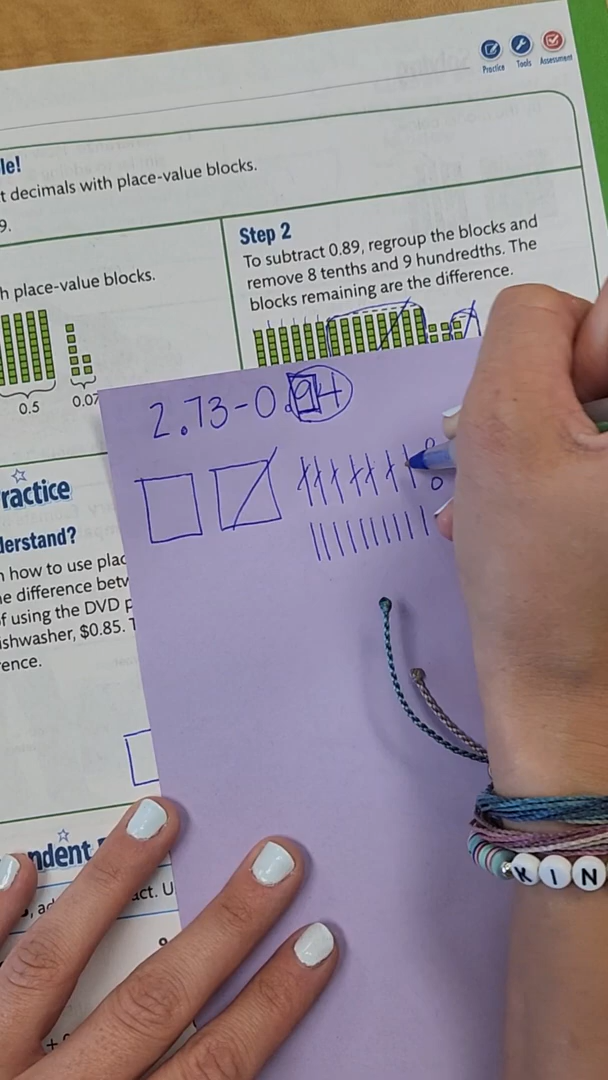 Practice Tools Assessment
le!
t decimals with place-value blocks.
9.
Step 2
To subtract 0.89, regroup the blocks and
remove 8 tenths and 9 hundredths. The
blocks remaining are the difference.
h place-value blocks.
0.5 0.07
2.73-0.94
ractice
derstand?
n how to use plac
he difference betw
of using the DVD p
ishwasher, $0.85. T
rence.
ndent
, ad
act. U
KIN